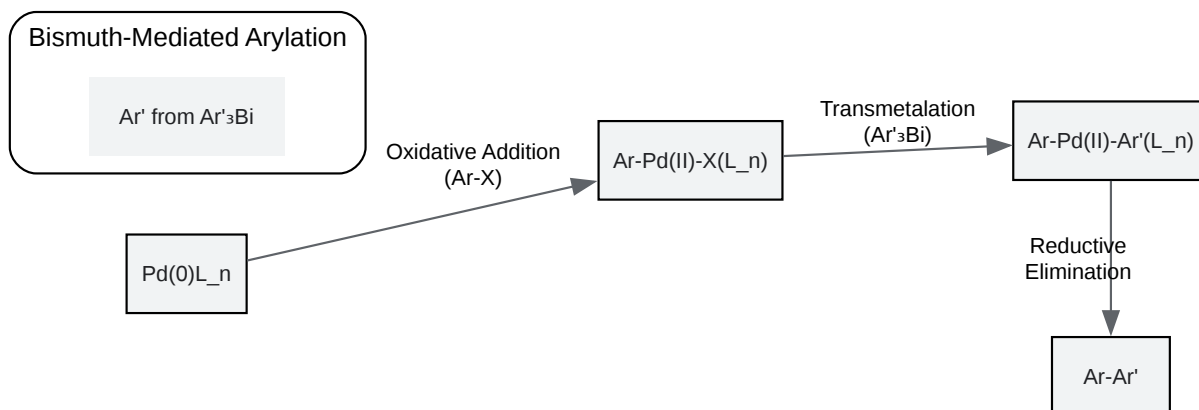 Bismuth-Mediated Arylation
Ar' from Ar'₃Bi
Oxidative Addition
(Ar-X)
Transmetalation
(Ar'₃Bi)
Pd(0)L_n
Ar-Pd(II)-X(L_n)
Ar-Pd(II)-Ar'(L_n)
Reductive
Elimination
Ar-Ar'